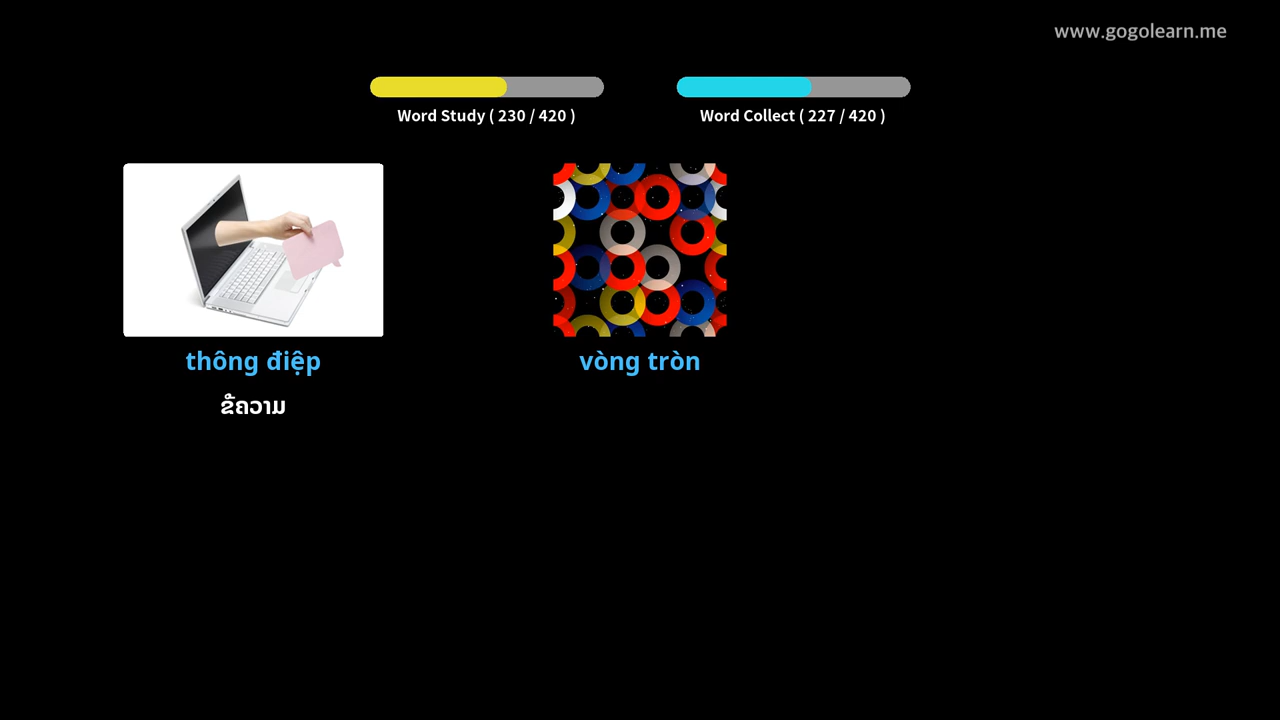 www.gogolearn.me
Word Study ( 230 / 420 )
Word Collect ( 227 / 420 )
thông điệp
vòng tròn
ຂໍ້ຄວາມ